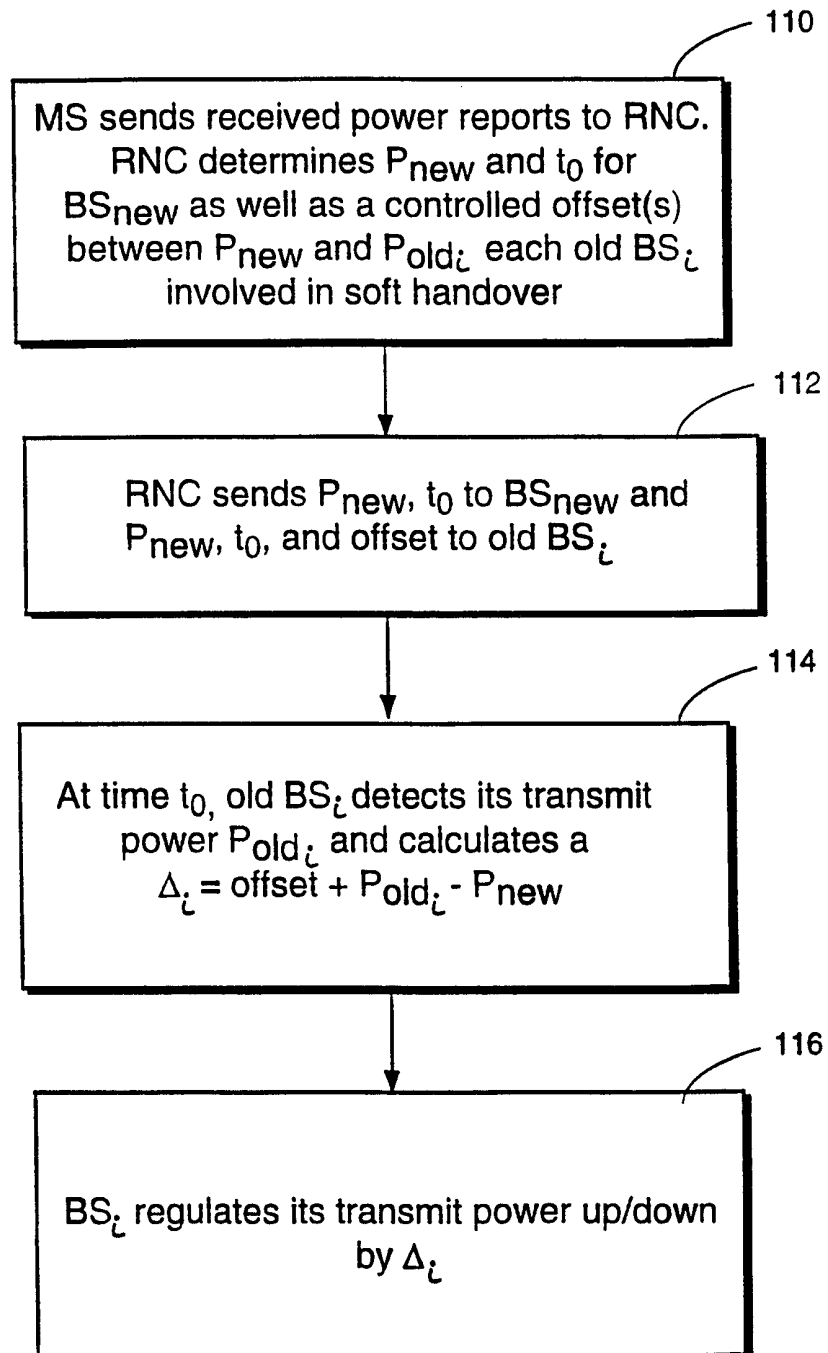 110
MS sends received power reports to RNC.
RNC determines Pnew and t0 for
BSnew as well as a controlled offset(s)
between Pnew and Poldi each old BSi
involved in soft handover
112
RNC sends Pnew, t0 to BSnew and
Pnew, t0, and offset to old BSi
114
At time t0, old BSi detects its transmit
power Poldi and calculates a
Δi = offset + Poldi - Pnew
116
BSi regulates its transmit power up/down
by Δi